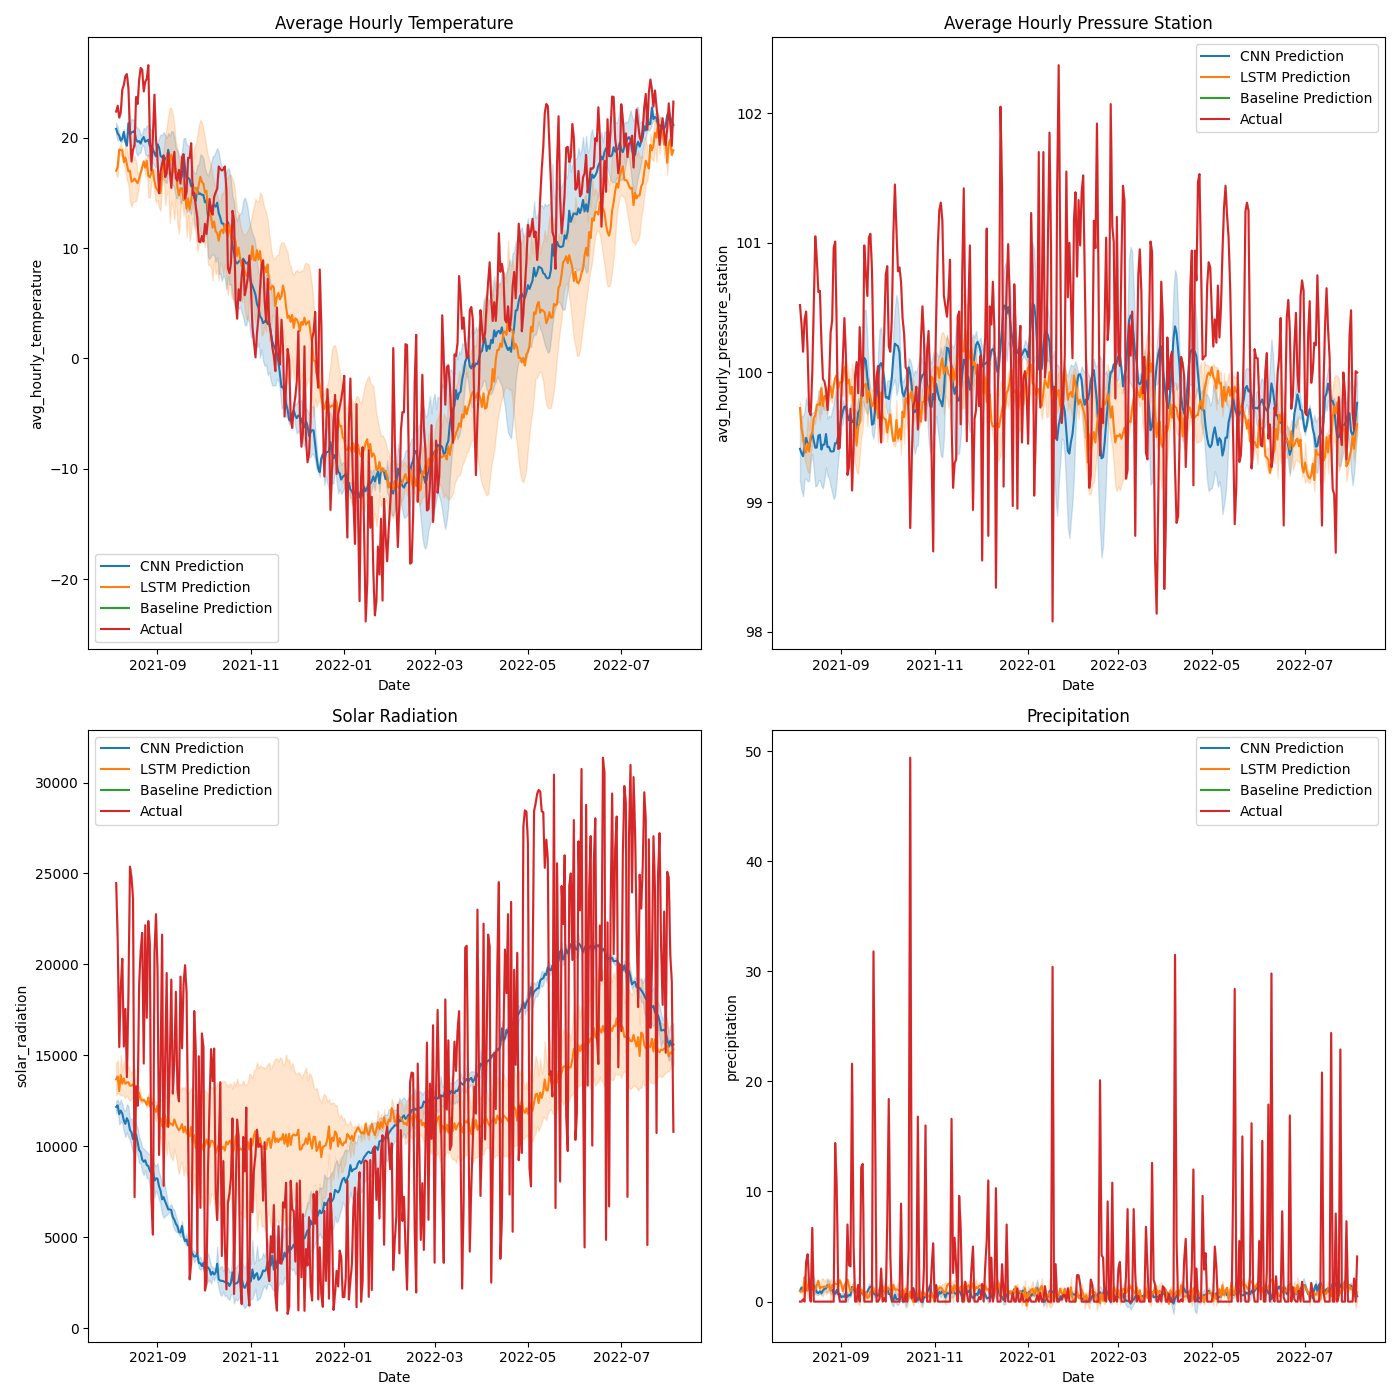 Average Hourly Temperature
avg_hourly_temperature
20
10
0
−10
−20
CNN Prediction
LSTM Prediction
Baseline Prediction
Actual
2021-09 2021-11 2022-01 2022-03 2022-05 2022-07
Date
Average Hourly Pressure Station
avg_hourly_pressure_station
102
101
100
99
98
CNN Prediction
LSTM Prediction
Baseline Prediction
Actual
2021-09 2021-11 2022-01 2022-03 2022-05 2022-07
Date
Solar Radiation
solar_radiation
30000
25000
20000
15000
10000
5000
0
CNN Prediction
LSTM Prediction
Baseline Prediction
Actual
2021-09 2021-11 2022-01 2022-03 2022-05 2022-07
Date
Precipitation
precipitation
50
40
30
20
10
0
CNN Prediction
LSTM Prediction
Baseline Prediction
Actual
2021-09 2021-11 2022-01 2022-03 2022-05 2022-07
Date